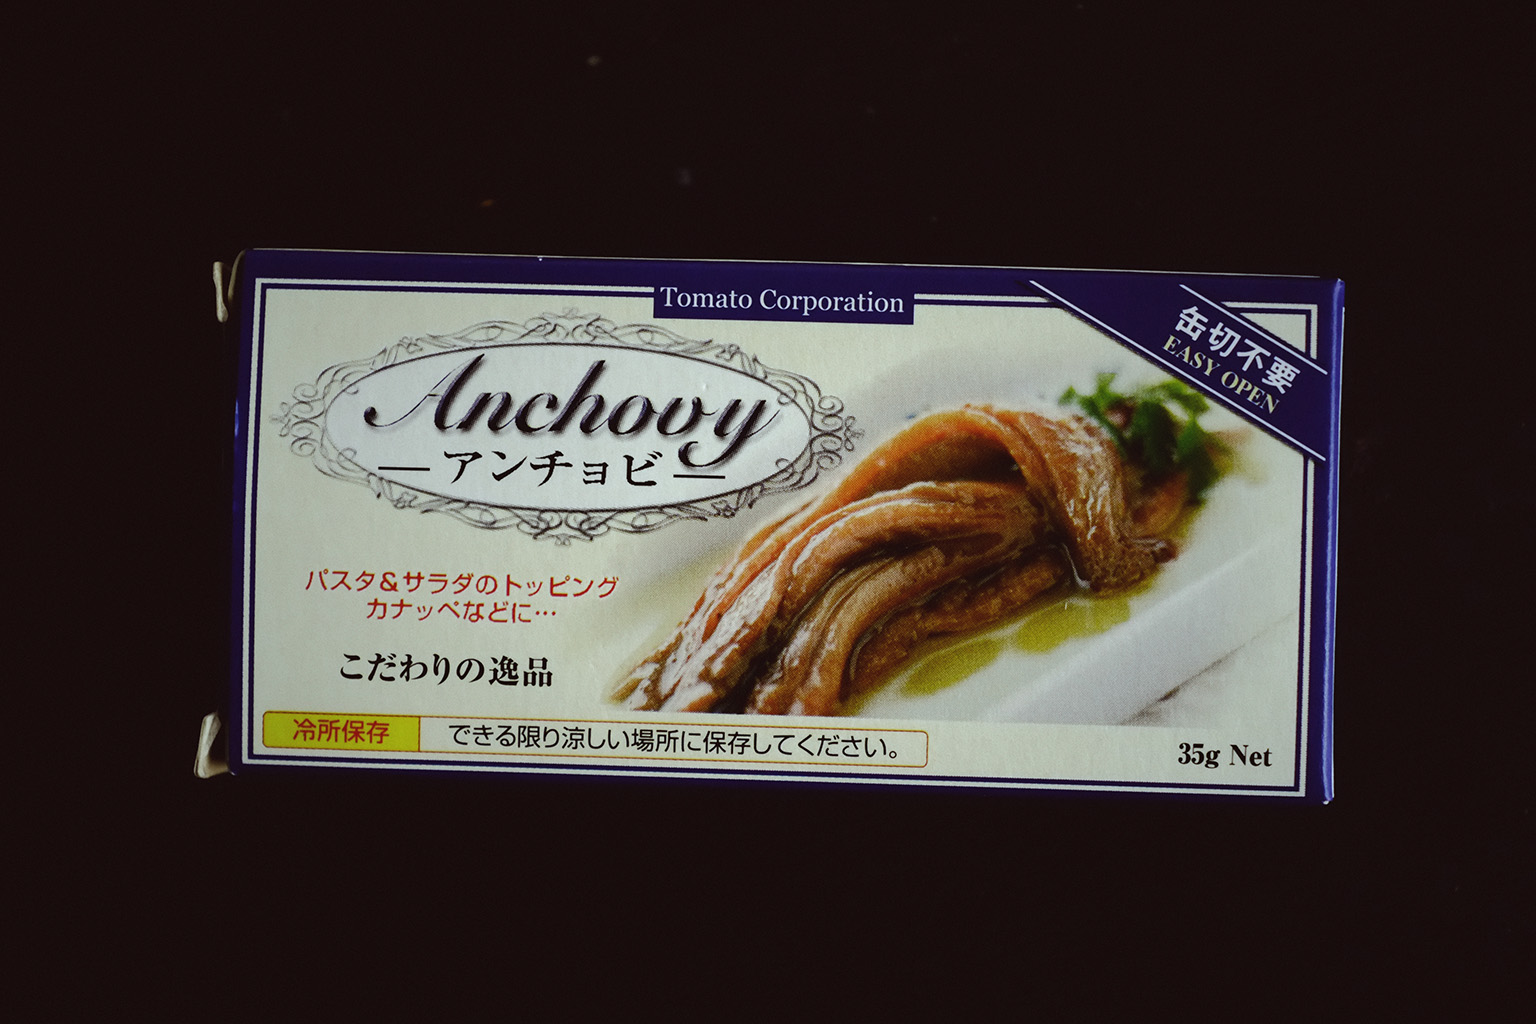 Tomato Corporation
缶切不要
EASY OPEN
Anchovy
アンチョビ
パスタ&サラダのトッピング
カナッペなどに…
こだわりの逸品
冷所保存
できる限り涼しい場所に保存してください。
35g Net